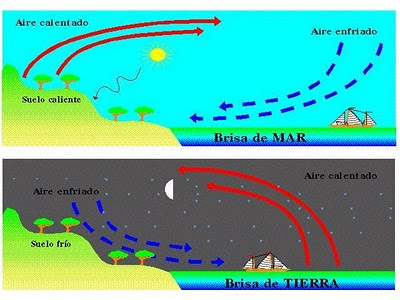 Aire calentado
Aire enfriado
Suelo caliente
Brisa de MAR
Aire calentado
Aire enfriado
Suelo frío
Brisa de TIERRA